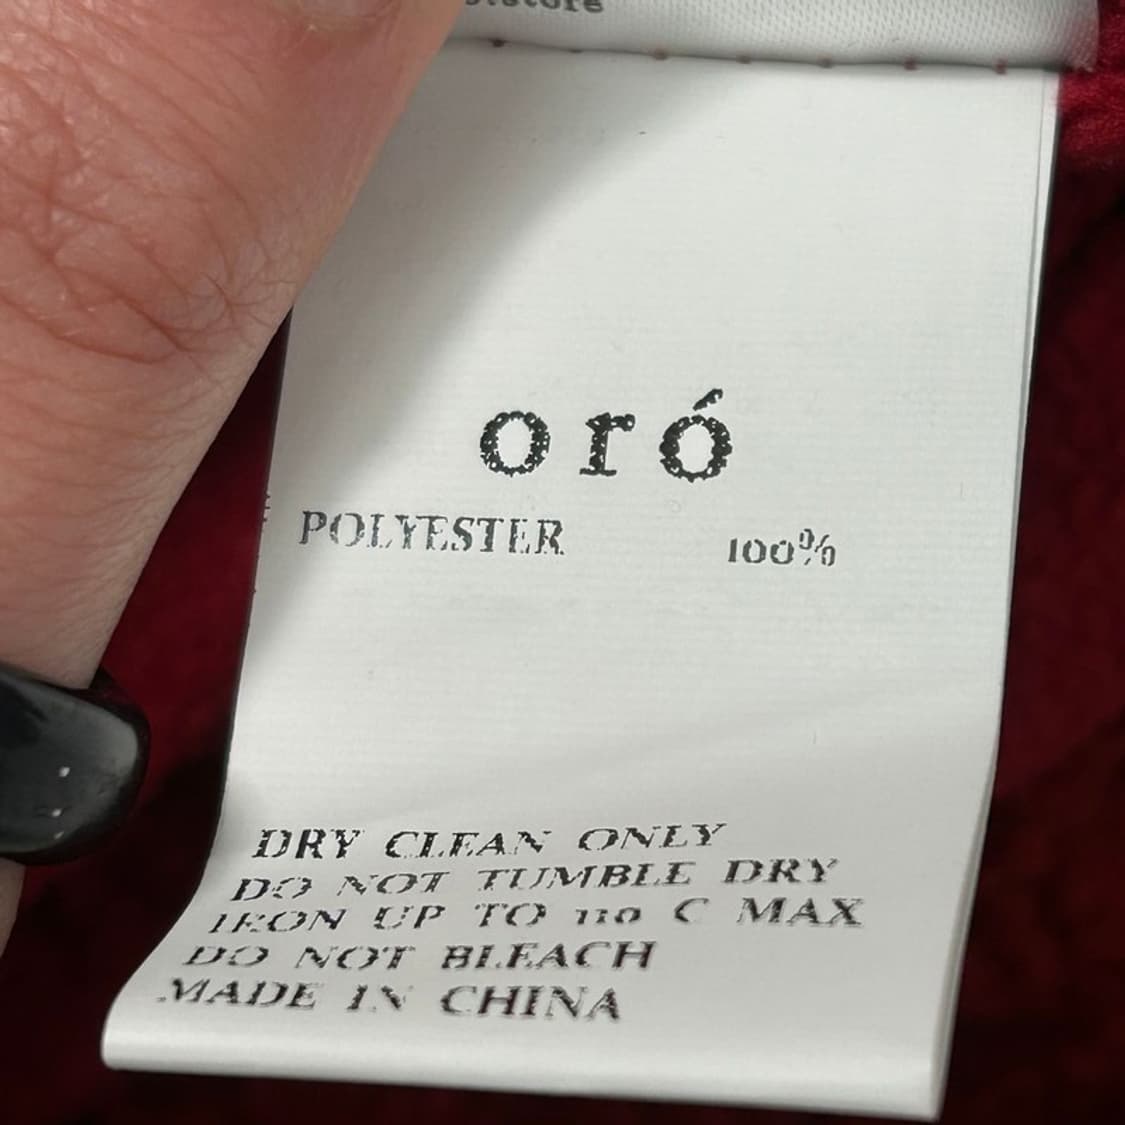 oró
POLYESTER 100%
DRY CLEAN ONLY
DO NOT TUMBLE DRY
IRON UP TO 110 C MAX
DO NOT BLEACH
MADE IN CHINA